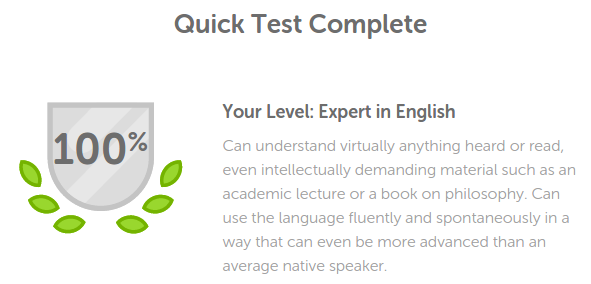 Quick Test Complete
100%
Your Level: Expert in English
Can understand virtually anything heard or read,
even intellectually demanding material such as an
academic lecture or a book on philosophy. Can
use the language fluently and spontaneously in a
way that can even be more advanced than an
average native speaker.